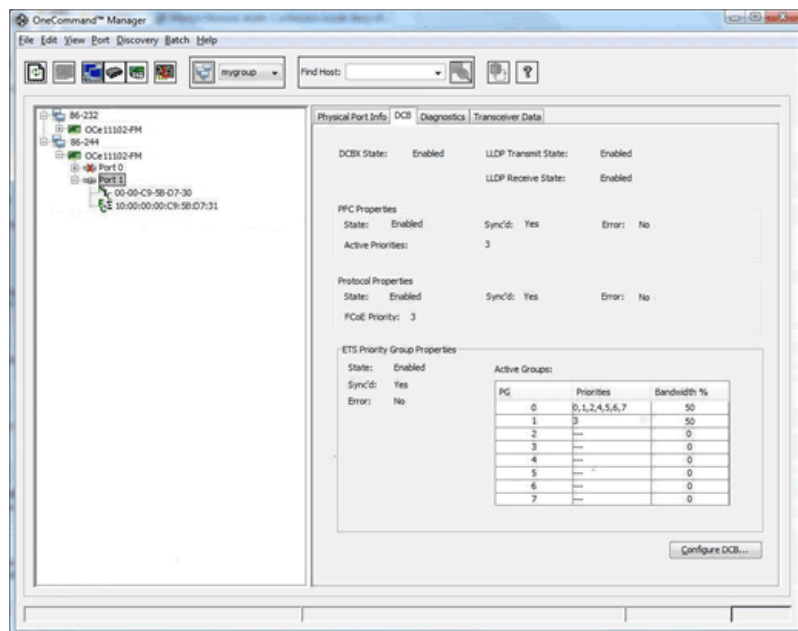 OneCommand™ Manager
File Edit View Port Discovery Batch Help
mygroup
Find Host:
86-232
OCe11102-FM
86-244
OCe11102-FM
Port 0
Port 1
00-00-C9-5B-D7-30
10:00:00:00:C9:5B:D7:31
Physical Port Info DCB Diagnostics Transceiver Data
DCBX State: Enabled LLDP Transmit State: Enabled
LLDP Receive State: Enabled
PFC Properties
State: Enabled Sync'd: Yes Error: No
Active Priorities: 3
Protocol Properties
State: Enabled Sync'd: Yes Error: No
FCoE Priority: 3
ETS Priority Group Properties
State: Enabled
Sync'd: Yes
Error: No
Active Groups:
PG Priorities Bandwidth %
0 0,1,2,4,5,6,7 50
1 3 50
2 --- 0
3 --- 0
4 --- 0
5 --- 0
6 --- 0
7 --- 0
Configure DCB...